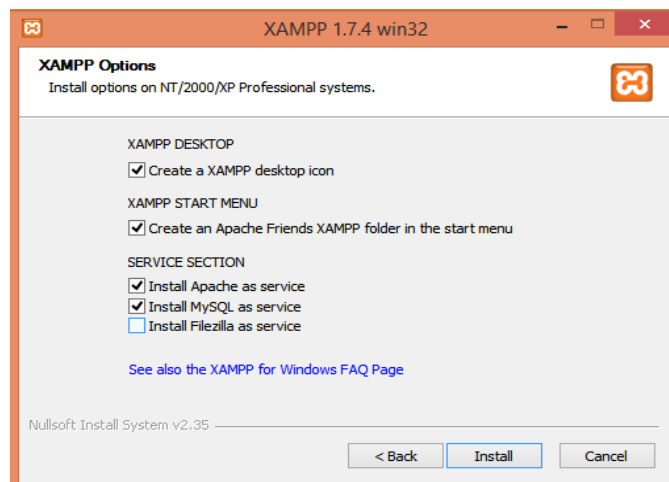 XAMPP 1.7.4 win32
XAMPP Options
Install options on NT/2000/XP Professional systems.
XAMPP DESKTOP
Create a XAMPP desktop icon
XAMPP START MENU
Create an Apache Friends XAMPP folder in the start menu
SERVICE SECTION
Install Apache as service
Install MySQL as service
Install Filezilla as service
See also the XAMPP for Windows FAQ Page
Nullsoft Install System v2.35
< Back Install Cancel